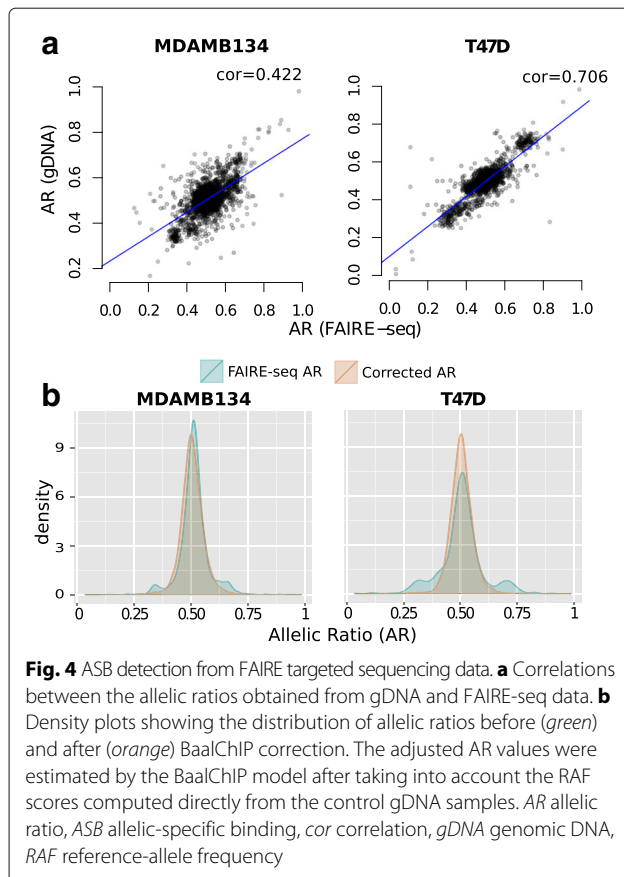 a
MDAMB134
T47D
cor=0.422
cor=0.706
AR (gDNA)
1.0
0.8
0.6
0.4
0.2
0.0 0.2 0.4 0.6 0.8 1.0
1.0
0.8
0.6
0.4
0.2
0.0
0.0 0.2 0.4 0.6 0.8 1.0
AR (FAIRE−seq)
FAIRE-seq AR
Corrected AR
b
MDAMB134
T47D
density
9
6
3
0
0 0.25 0.50 0.75 1
0 0.25 0.50 0.75 1
Allelic Ratio (AR)
Fig. 4 ASB detection from FAIRE targeted sequencing data. a Correlations
between the allelic ratios obtained from gDNA and FAIRE-seq data. b
Density plots showing the distribution of allelic ratios before (green)
and after (orange) BaalChIP correction. The adjusted AR values were
estimated by the BaalChIP model after taking into account the RAF
scores computed directly from the control gDNA samples. AR allelic
ratio, ASB allelic-specific binding, cor correlation, gDNA genomic DNA,
RAF reference-allele frequency